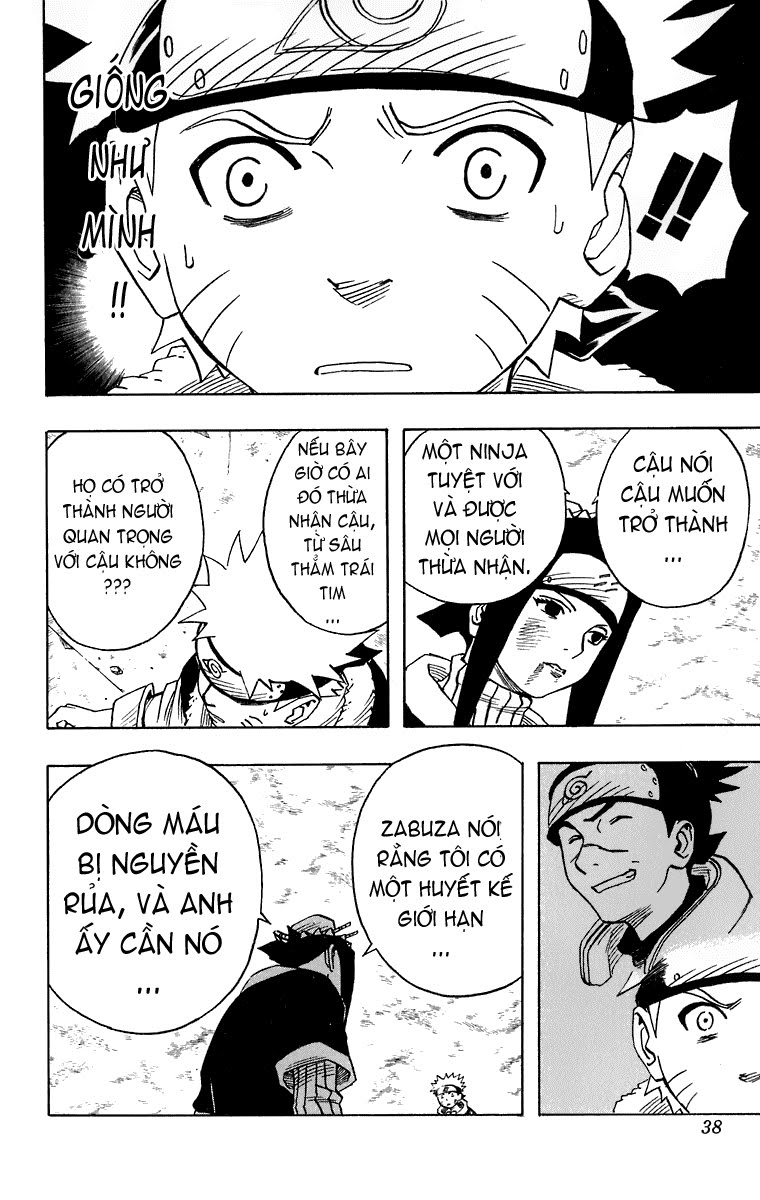 GIỐNG
NHƯ
MÌNH
!!
!!
CẬU NÓI
CẬU MUỐN
TRỞ THÀNH
...
MỘT NINJA
TUYỆT VỜI
VÀ ĐƯỢC
MỌI NGƯỜI
THỪA NHẬN.
NẾU BÂY
GIỜ CÓ AI
ĐÓ THỪA
NHẬN CẬU,
TỪ SÂU
THẲM TRÁI
TIM
...
HỌ CÓ TRỞ
THÀNH NGƯỜI
QUAN TRỌNG
VỚI CẬU KHÔNG
???
ZABUZA NÓI
RẰNG TÔI CÓ
MỘT HUYẾT KẾ
GIỚI HẠN
...
DÒNG MÁU
BỊ NGUYỀN
RỦA, VÀ ANH
ẤY CẦN NÓ
...
38